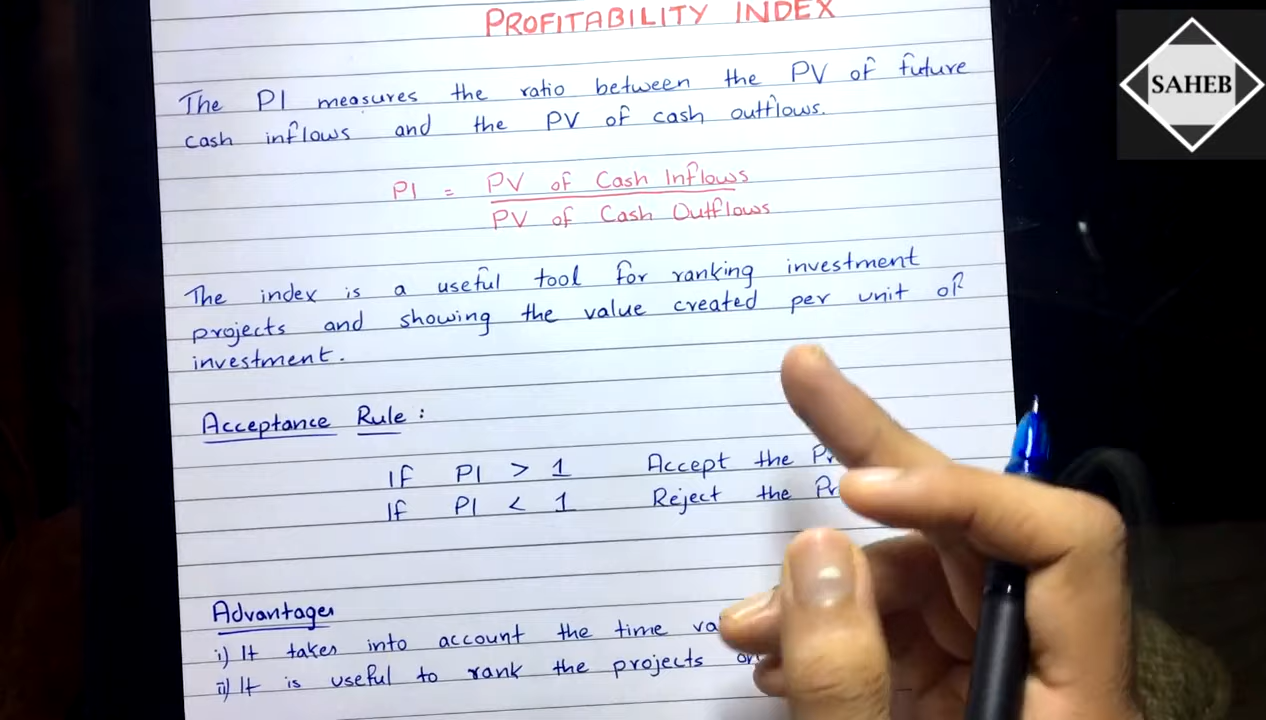 PROFITABILITY INDEX
SAHEB
The PI measures the ratio between the PV of future
cash inflows and the PV of cash outflows.
PI = PV of Cash Inflows
PV of Cash Outflows
The index is a useful tool for ranking investment
projects and showing the value created per unit of
investment.
Acceptance Rule :
If PI > 1 Accept the
If PI < 1 Reject the
Advantages
i) It takes into account the time
ii) It is useful to rank the projects